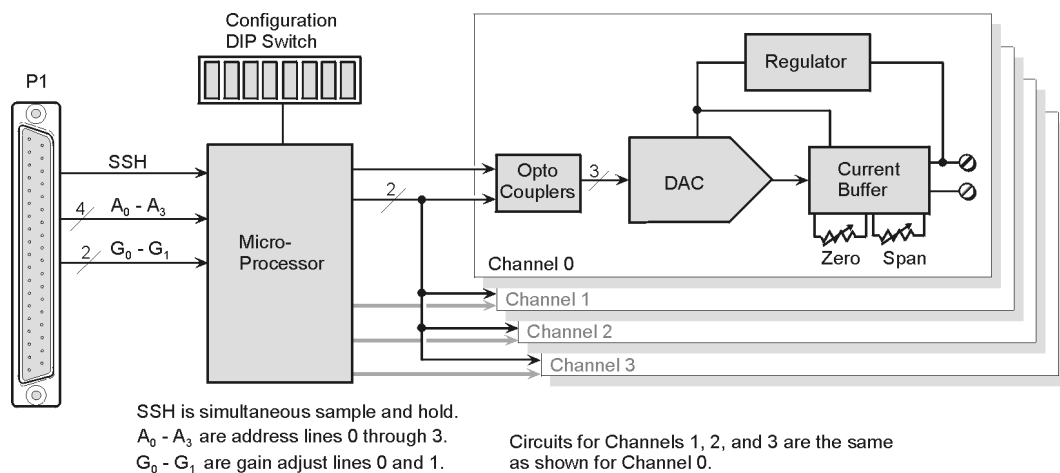 Configuration
DIP Switch
P1
SSH
4
A₀ - A₃
2
G₀ - G₁
Micro-
Processor
2
Opto
Couplers
3
DAC
Regulator
Current
Buffer
Zero
Span
Channel 0
Channel 1
Channel 2
Channel 3
SSH is simultaneous sample and hold.
A₀ - A₃ are address lines 0 through 3.
G₀ - G₁ are gain adjust lines 0 and 1.
Circuits for Channels 1, 2, and 3 are the same
as shown for Channel 0.